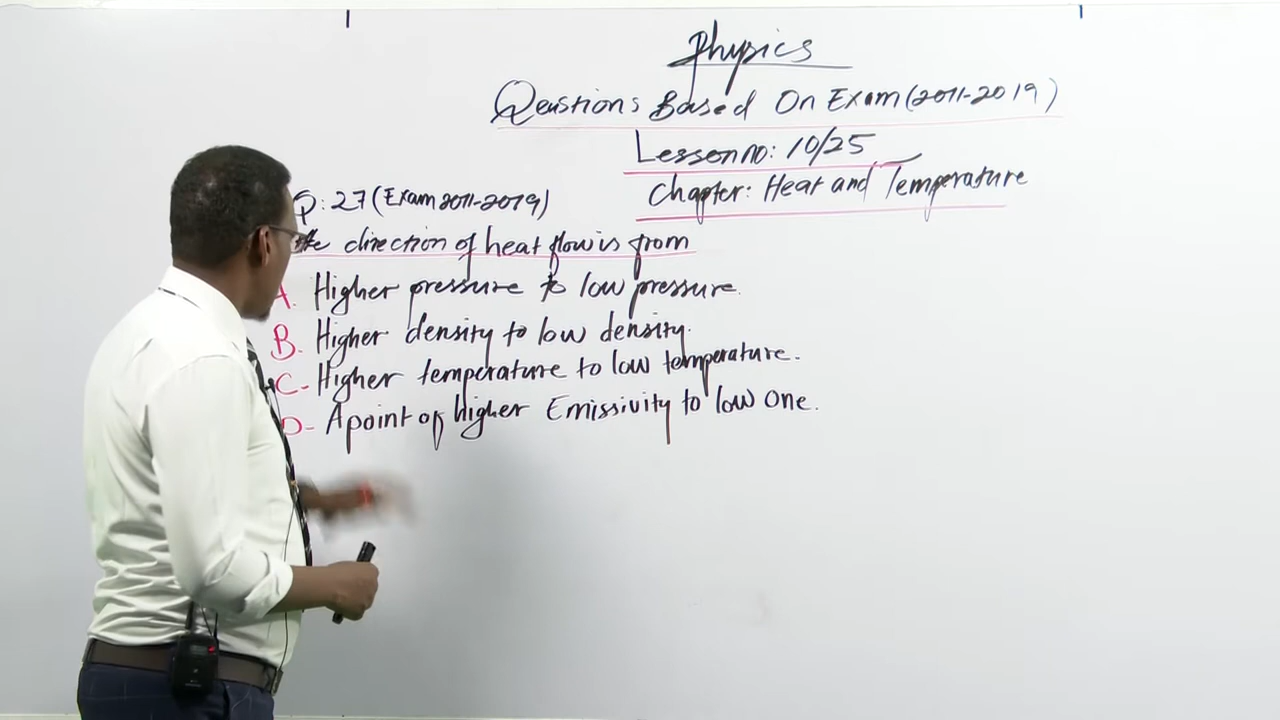 Physics
Qeustions Based On Exam (2011-2019)
Lesson no: 10/25
Chapter: Heat and Temperature
Q: 27 (Exam 2011-2019)
the direction of heat flow is from
A. Higher pressure to low pressure.
B. Higher density to low density.
C- Higher temperature to low temperature.
D- A point of higher Emissivity to low one.